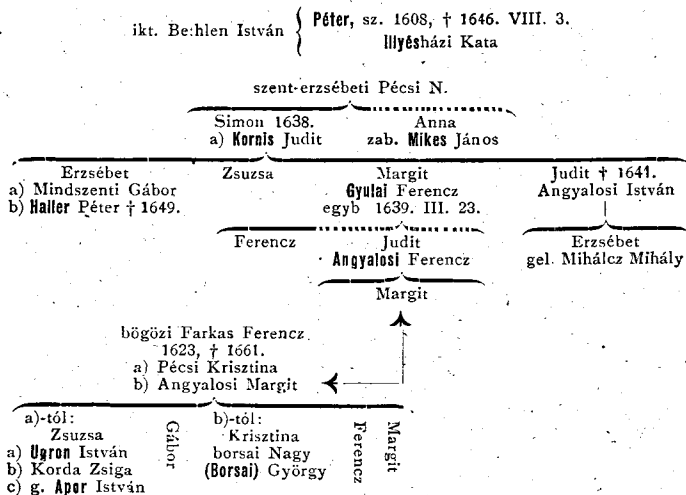 ikt. Bethlen István { Péter, sz. 1608, † 1646. VIII. 3.
Illyésházi Kata
szent-erzsébeti Pécsi N.
Simon 1638.
a) Kornis Judit
Anna
zab. Mikes János
Erzsébet
a) Mindszenti Gábor
b) Haller Péter † 1649.
Zsuzsa
Margit
Gyulai Ferencz
egyb 1639. III. 23.
Judit † 1641.
Angyalosi István
Ferencz
Judit
Angyalosi Ferencz
Erzsébet
gel. Mihálcz Mihály
Margit
bögözi Farkas Ferencz
1623, † 1661.
a) Pécsi Krisztina
b) Angyalosi Margit
a)-tól:
Zsuzsa
a) Ugron István
b) Korda Zsiga
c) g. Apor István
Gábor
b)-tól:
Krisztina
borsai Nagy
(Borsai) György
Ferencz
Margit